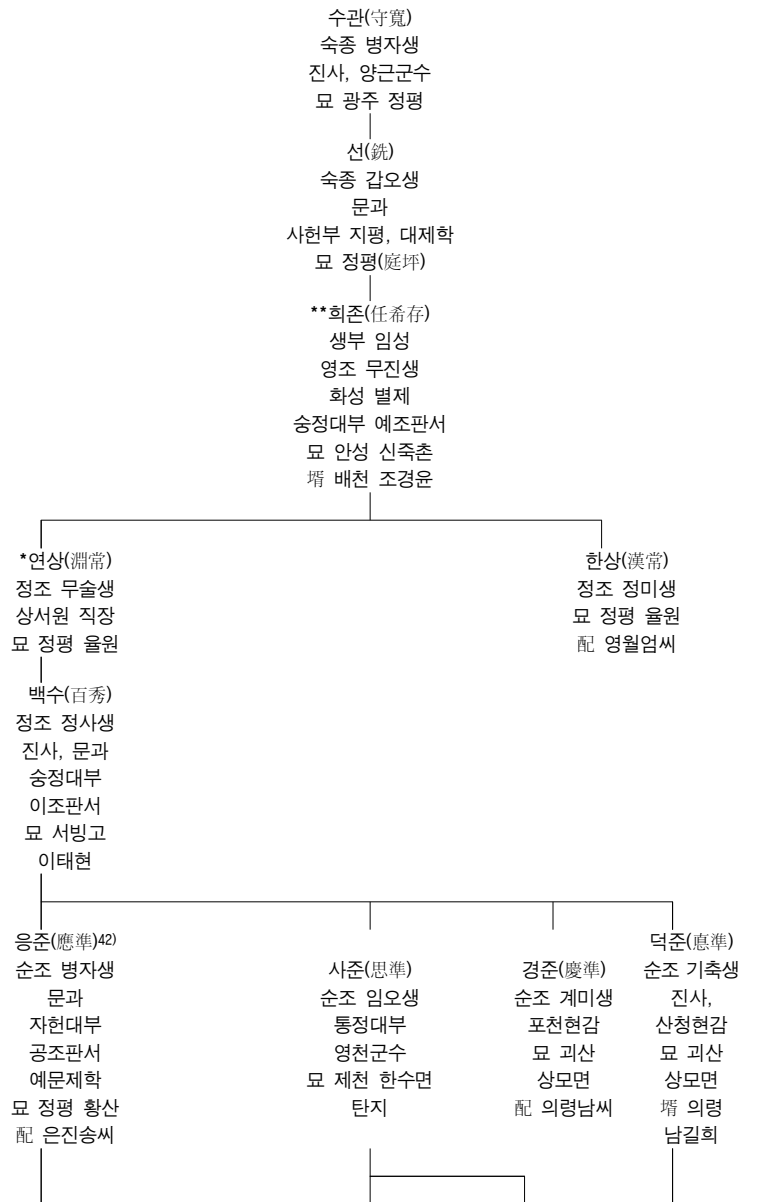 수관(守寬)
숙종 병자생
진사, 양근군수
묘 광주 정평
선(銑)
숙종 갑오생
문과
사헌부 지평, 대제학
묘 정평(庭坪)
**희존(任希存)
생부 임성
영조 무진생
화성 별제
숭정대부 예조판서
묘 안성 신죽촌
壻 배천 조경윤
*연상(淵常)
정조 무술생
상서원 직장
묘 정평 율원
한상(漢常)
정조 정미생
묘 정평 율원
配 영월엄씨
백수(百秀)
정조 정사생
진사, 문과
숭정대부
이조판서
묘 서빙고
이태현
응준(應準)42)
순조 병자생
문과
자헌대부
공조판서
예문제학
묘 정평 황산
配 은진송씨
사준(思準)
순조 임오생
통정대부
영천군수
묘 제천 한수면
탄지
경준(慶準)
순조 계미생
포천현감
묘 괴산
상모면
配 의령남씨
덕준(悳準)
순조 기축생
진사,
산청현감
묘 괴산
상모면
壻 의령
남길희